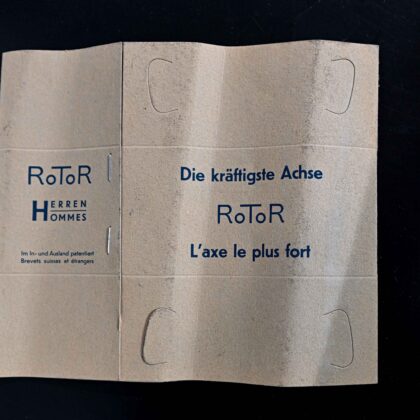 RoToR
HERREN
HOMMES
Im In- und Ausland patentiert
Brevets suisses et étrangers
Die kräftigste Achse
RoToR
L'axe le plus fort